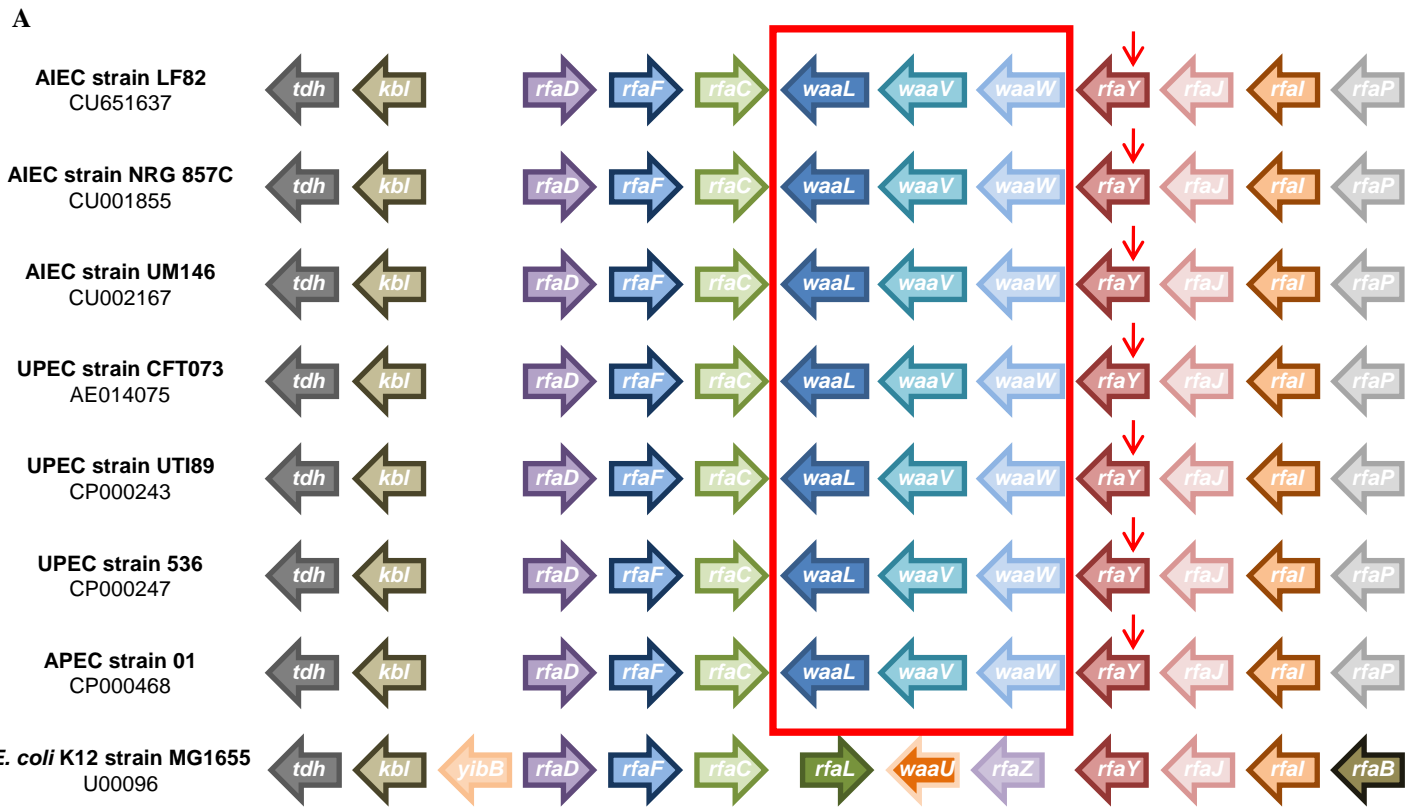 A
AIEC strain LF82
CU651637
tdh kbl rfaD rfaF rfaC waaL waaV waaW rfaY rfaJ rfaI rfaP
AIEC strain NRG 857C
CU001855
tdh kbl rfaD rfaF rfaC waaL waaV waaW rfaY rfaJ rfaI rfaP
AIEC strain UM146
CU002167
tdh kbl rfaD rfaF rfaC waaL waaV waaW rfaY rfaJ rfaI rfaP
UPEC strain CFT073
AE014075
tdh kbl rfaD rfaF rfaC waaL waaV waaW rfaY rfaJ rfaI rfaP
UPEC strain UTI89
CP000243
tdh kbl rfaD rfaF rfaC waaL waaV waaW rfaY rfaJ rfaI rfaP
UPEC strain 536
CP000247
tdh kbl rfaD rfaF rfaC waaL waaV waaW rfaY rfaJ rfaI rfaP
APEC strain 01
CP000468
tdh kbl rfaD rfaF rfaC waaL waaV waaW rfaY rfaJ rfaI rfaP
E. coli K12 strain MG1655
U00096
tdh kbl yibB rfaD rfaF rfaC rfaL waaU rfaZ rfaY rfaJ rfaI rfaB